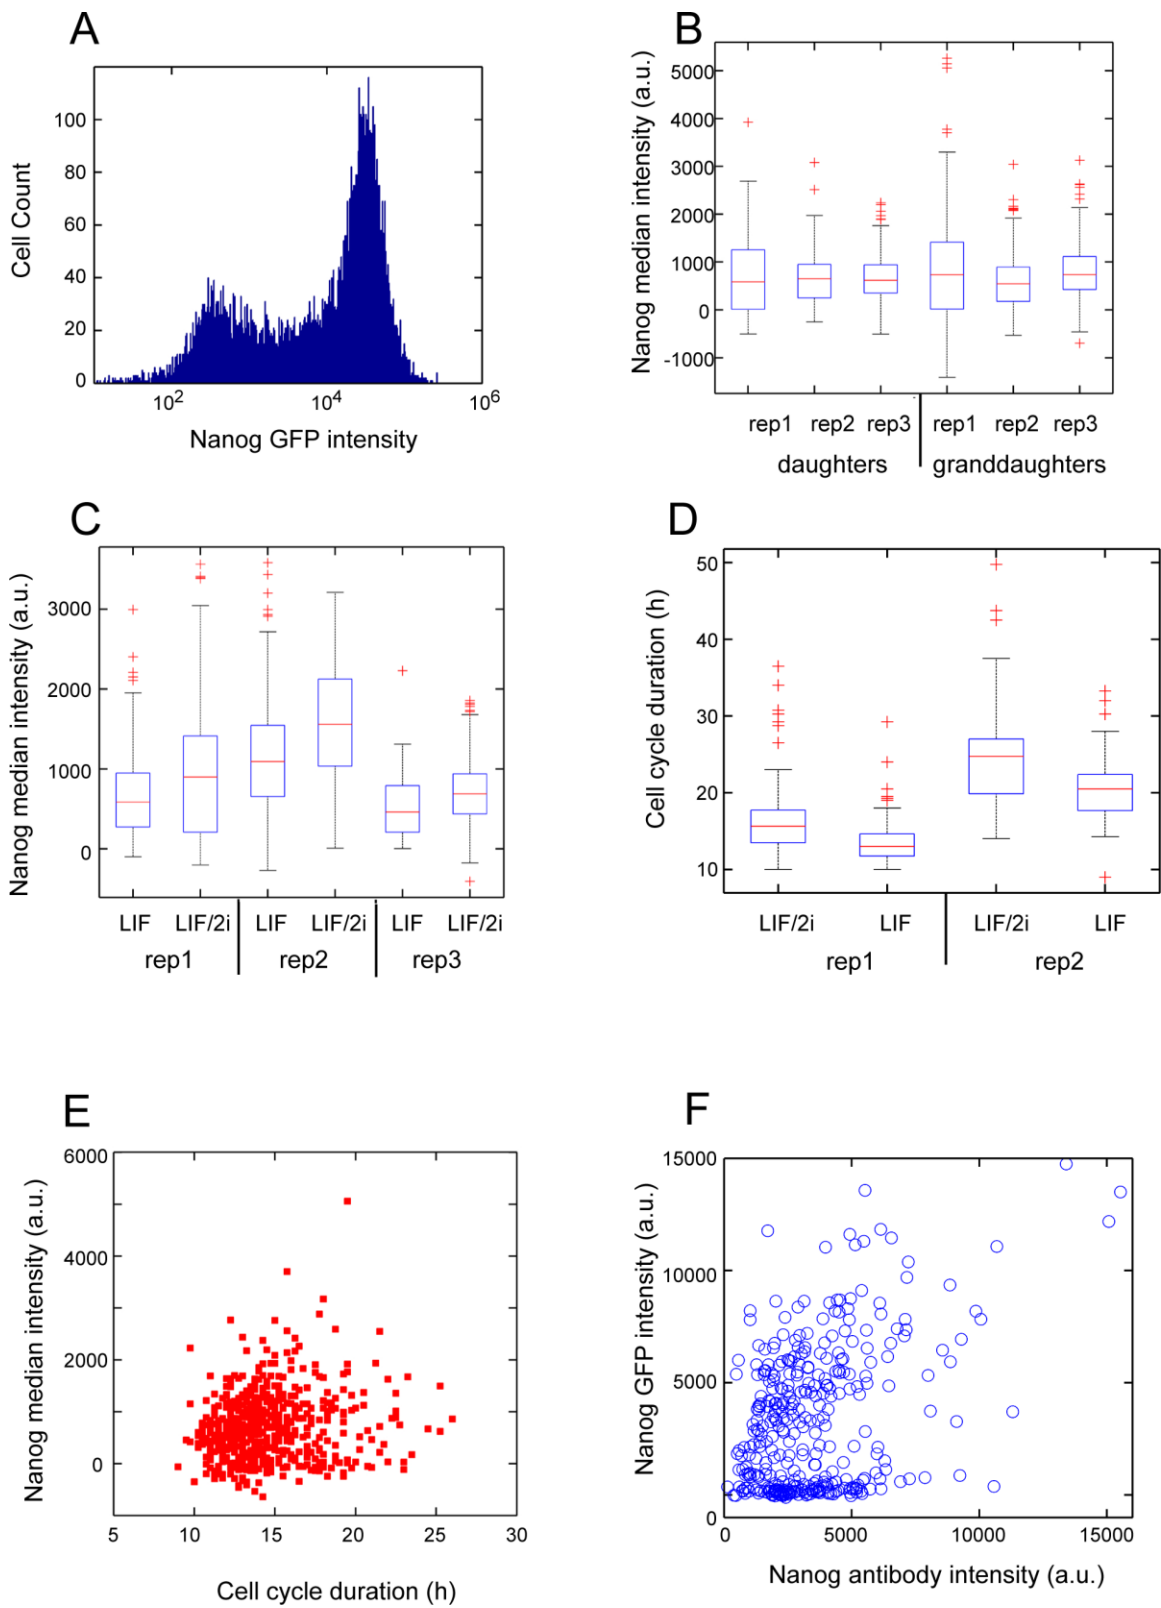 A
Cell Count
100
80
60
40
20
0
10^2 10^4 10^6
Nanog GFP intensity
B
Nanog median intensity (a.u.)
5000
4000
3000
2000
1000
0
-1000
rep1 rep2 rep3 rep1 rep2 rep3
daughters granddaughters
C
Nanog median intensity (a.u.)
3000
2000
1000
0
LIF LIF/2i LIF LIF/2i LIF LIF/2i
rep1 rep2 rep3
D
Cell cycle duration (h)
50
40
30
20
10
LIF/2i LIF LIF/2i LIF
rep1 rep2
E
Nanog median intensity (a.u.)
6000
4000
2000
0
5 10 15 20 25 30
Cell cycle duration (h)
F
Nanog GFP intensity (a.u.)
15000
10000
5000
0
0 5000 10000 15000
Nanog antibody intensity (a.u.)